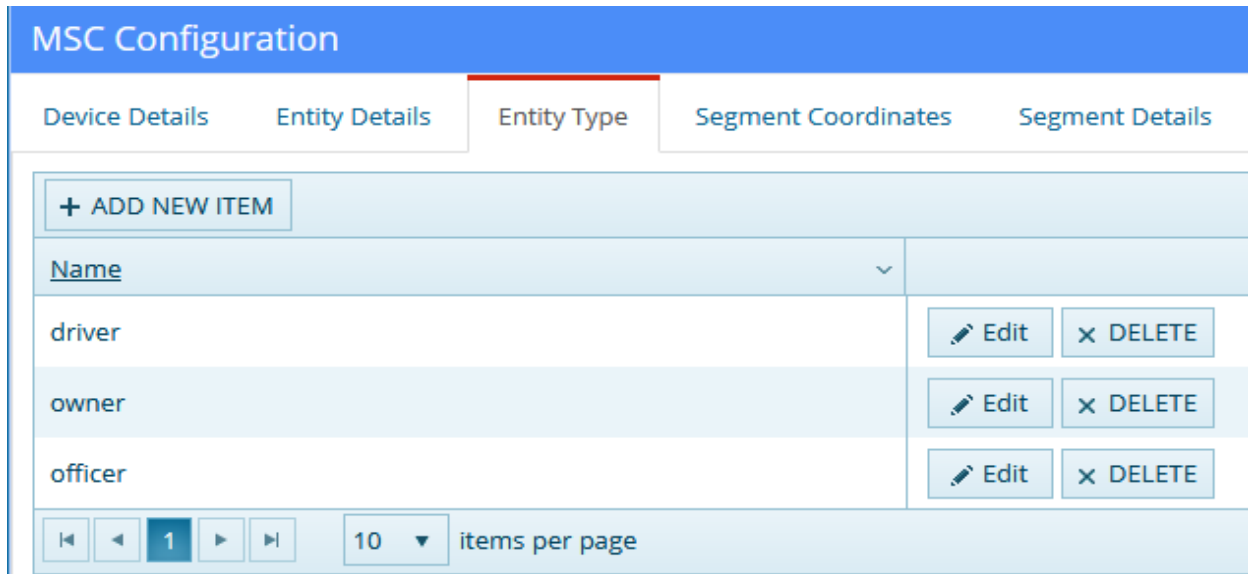 MSC Configuration
Device Details Entity Details Entity Type Segment Coordinates Segment Details
+ ADD NEW ITEM
Name
driver Edit × DELETE
owner Edit × DELETE
officer Edit × DELETE
1 10 items per page